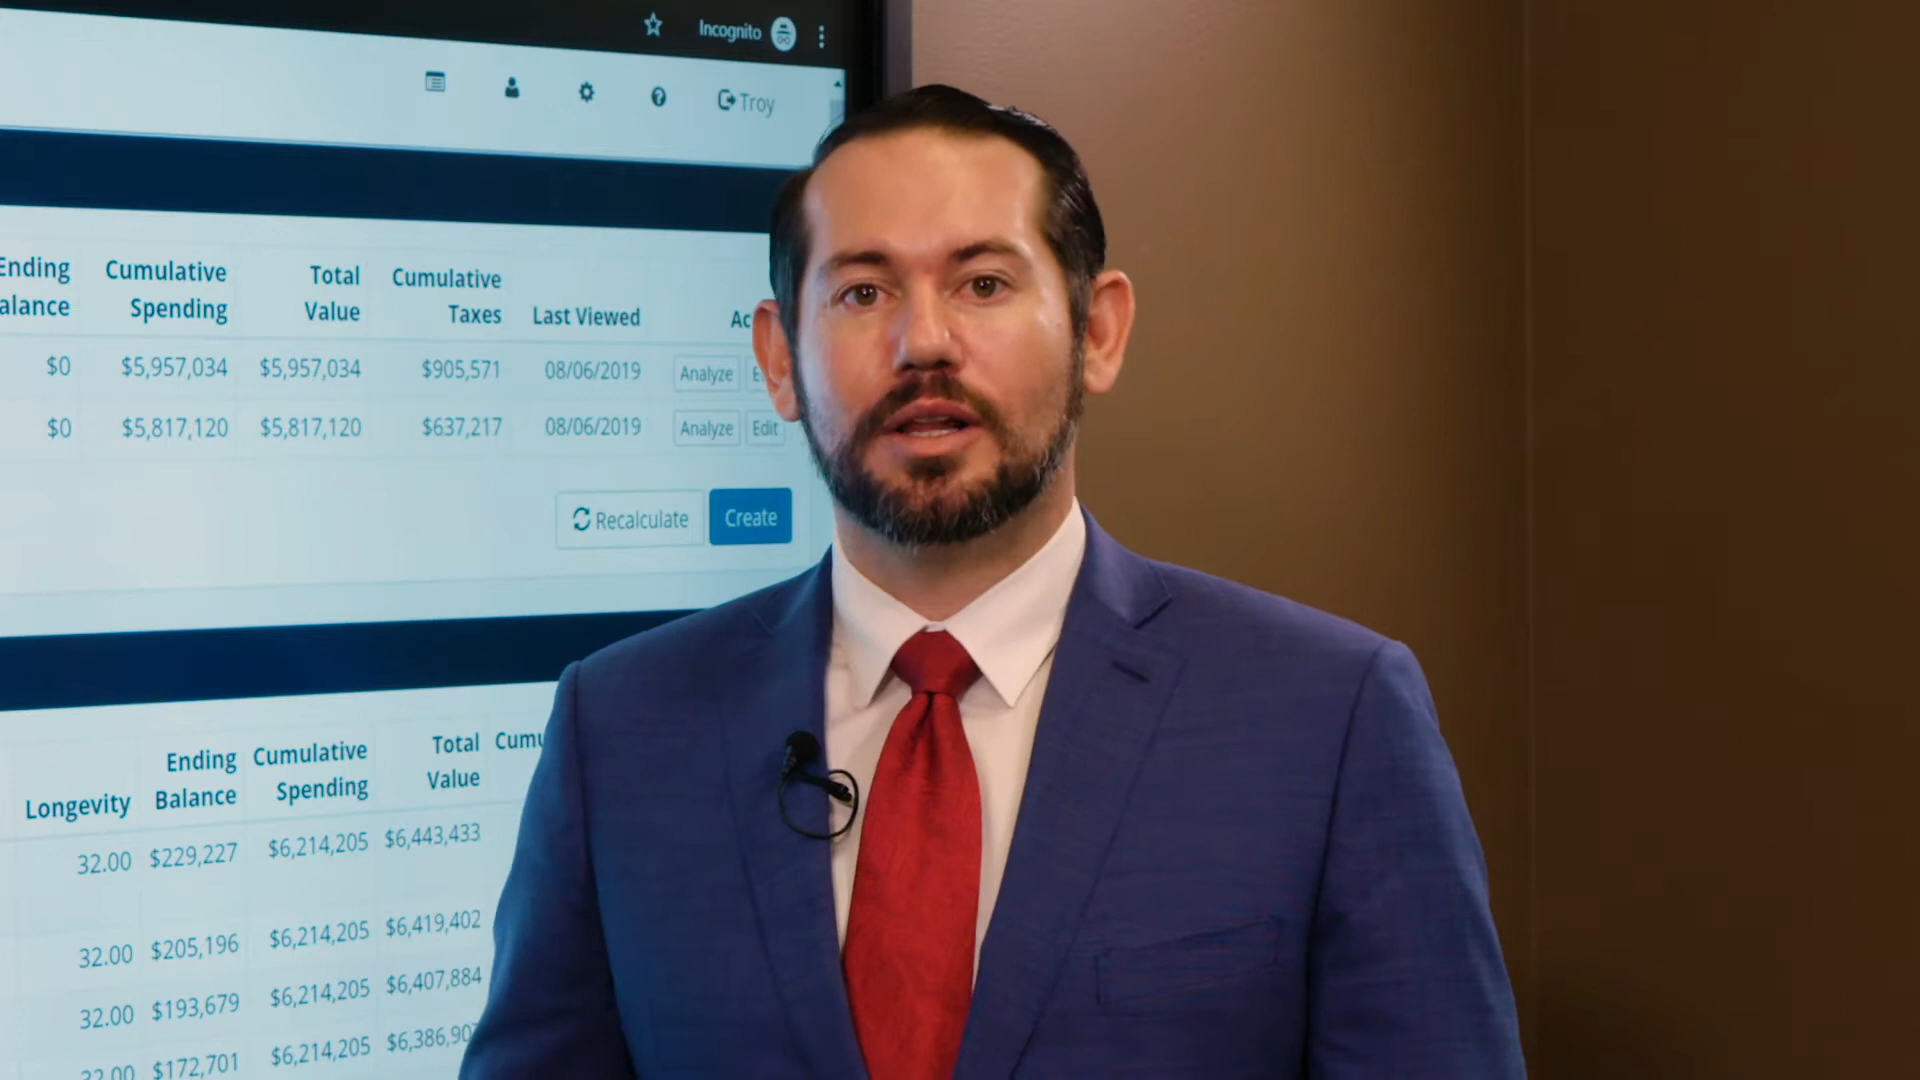 Incognito
Troy
Ending Cumulative Total Cumulative
Spending Value Taxes Last Viewed
$0 $5,957,034 $5,957,034 $905,571 08/06/2019 Analyze
$0 $5,817,120 $5,817,120 $637,217 08/06/2019 Analyze Edit
Recalculate Create
Ending Cumulative Total
Longevity Balance Spending Value
32.00 $229,227 $6,214,205 $6,443,433
32.00 $205,196 $6,214,205 $6,419,402
32.00 $193,679 $6,214,205 $6,407,884
32.00 $172,701 $6,214,205